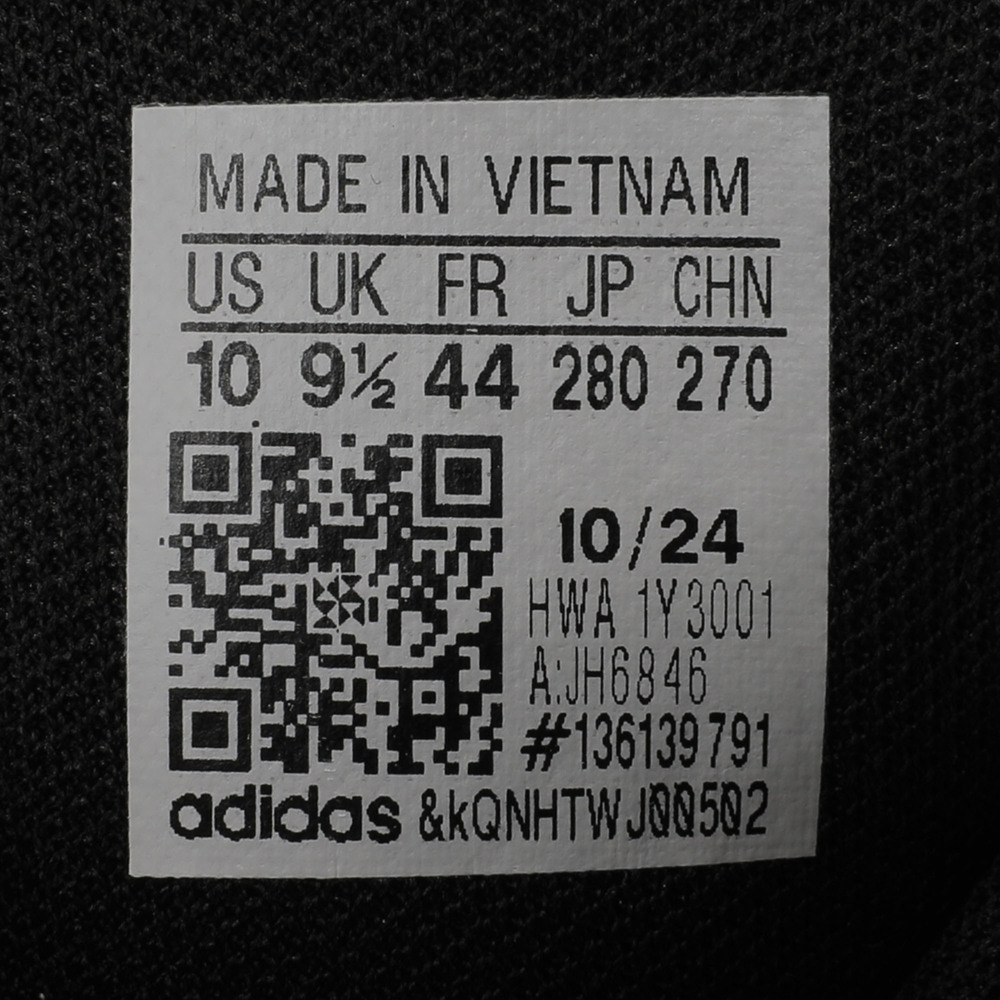 MADE IN VIETNAM
US UK FR JP CHN
10 9½ 44 280 270
10/24
HWA 1Y3001
A:JH6846
#136139791
adidas &kQNHTWJ00502